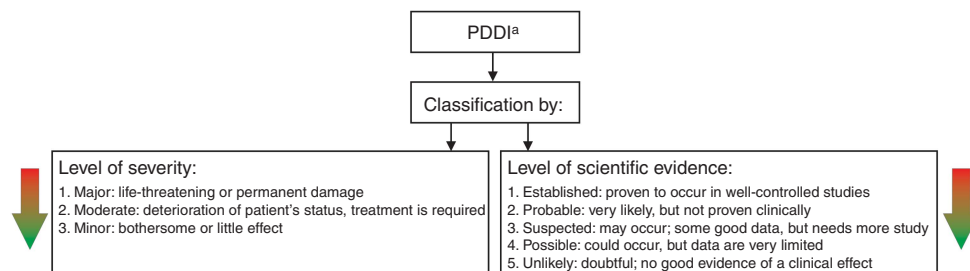 PDDIᵃ
Classification by:
Level of severity:
1. Major: life-threatening or permanent damage
2. Moderate: deterioration of patient’s status, treatment is required
3. Minor: bothersome or little effect
Level of scientific evidence:
1. Established: proven to occur in well-controlled studies
2. Probable: very likely, but not proven clinically
3. Suspected: may occur; some good data, but needs more study
4. Possible: could occur, but data are very limited
5. Unlikely: doubtful; no good evidence of a clinical effect